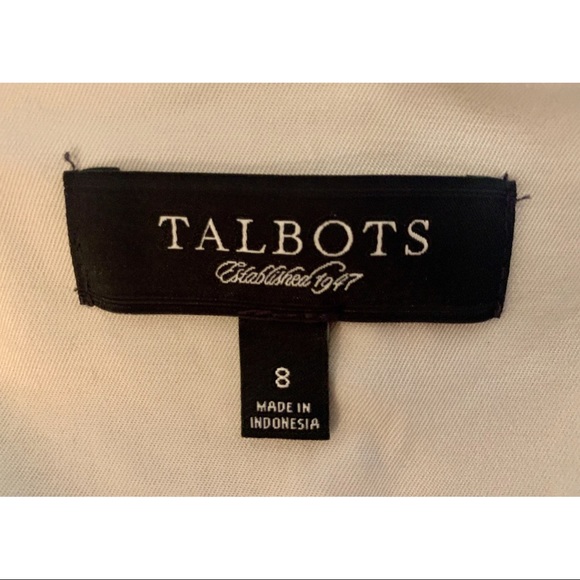 TALBOTS
Established 1947
8
MADE IN
INDONESIA